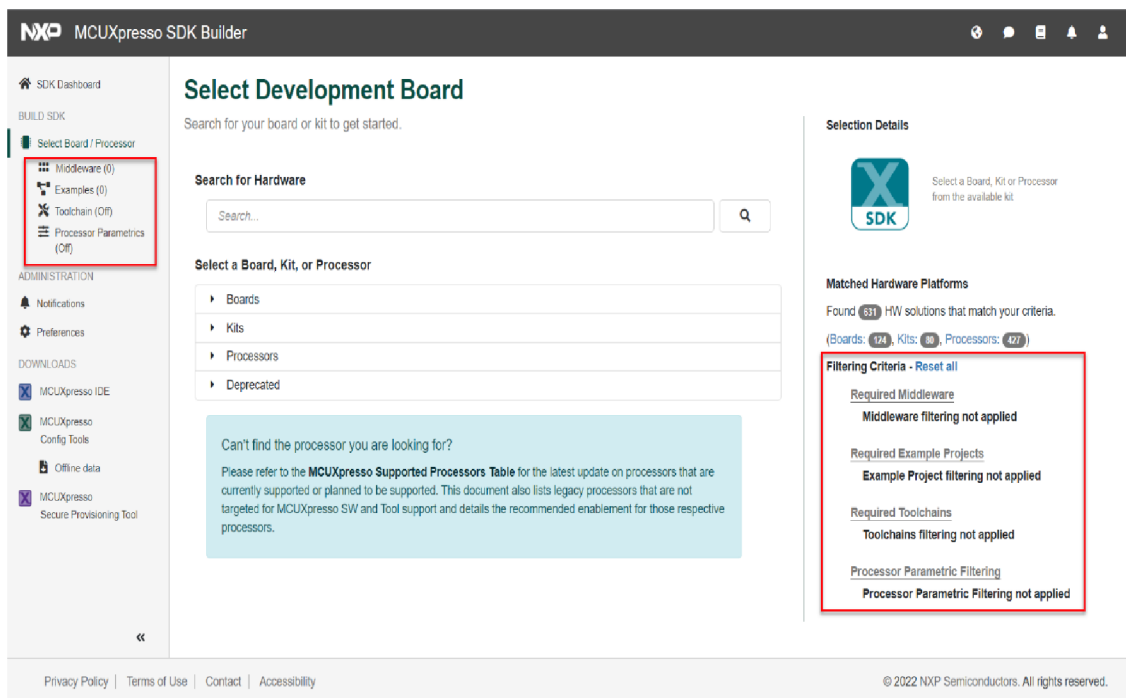 NXP MCUXpresso SDK Builder
SDK Dashboard
BUILD SDK
Select Board / Processor
Middleware (0)
Examples (0)
Toolchain (Off)
Processor Parametrics
(Off)
ADMINISTRATION
Notifications
Preferences
DOWNLOADS
MCUXpresso IDE
MCUXpresso
Config Tools
Offline data
MCUXpresso
Secure Provisioning Tool
«
Select Development Board
Search for your board or kit to get started.
Search for Hardware
Search...
Select a Board, Kit, or Processor
Boards
Kits
Processors
Deprecated
Can't find the processor you are looking for?
Please refer to the MCUXpresso Supported Processors Table for the latest update on processors that are
currently supported or planned to be supported. This document also lists legacy processors that are not
targeted for MCUXpresso SW and Tool support and details the recommended enablement for those respective
processors.
Selection Details
X
SDK
Select a Board, Kit or Processor
from the available kit
Matched Hardware Platforms
Found 631 HW solutions that match your criteria.
(Boards: 124, Kits: 80, Processors: 427)
Filtering Criteria - Reset all
Required Middleware
Middleware filtering not applied
Required Example Projects
Example Project filtering not applied
Required Toolchains
Toolchains filtering not applied
Processor Parametric Filtering
Processor Parametric Filtering not applied
Privacy Policy | Terms of Use | Contact | Accessibility
© 2022 NXP Semiconductors. All rights reserved.